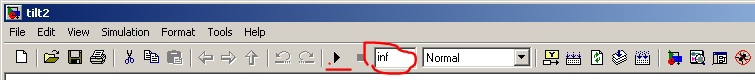 tilt2
File Edit View Simulation Format Tools Help
inf Normal